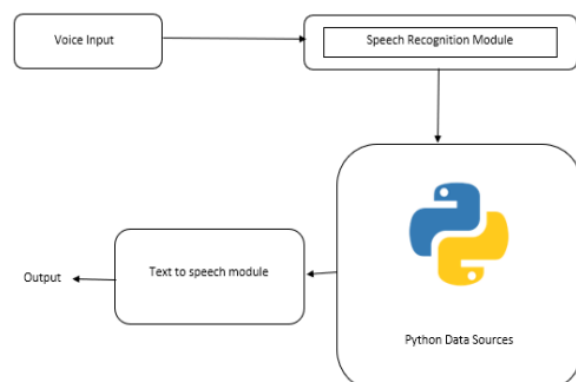 Voice Input
Speech Recognition Module
Python Data Sources
Text to speech module
Output